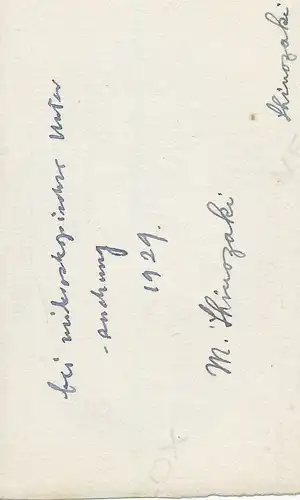 bei mikroskopischer Unter
-suchung
1929.
M. Shinozaki
Shinozaki